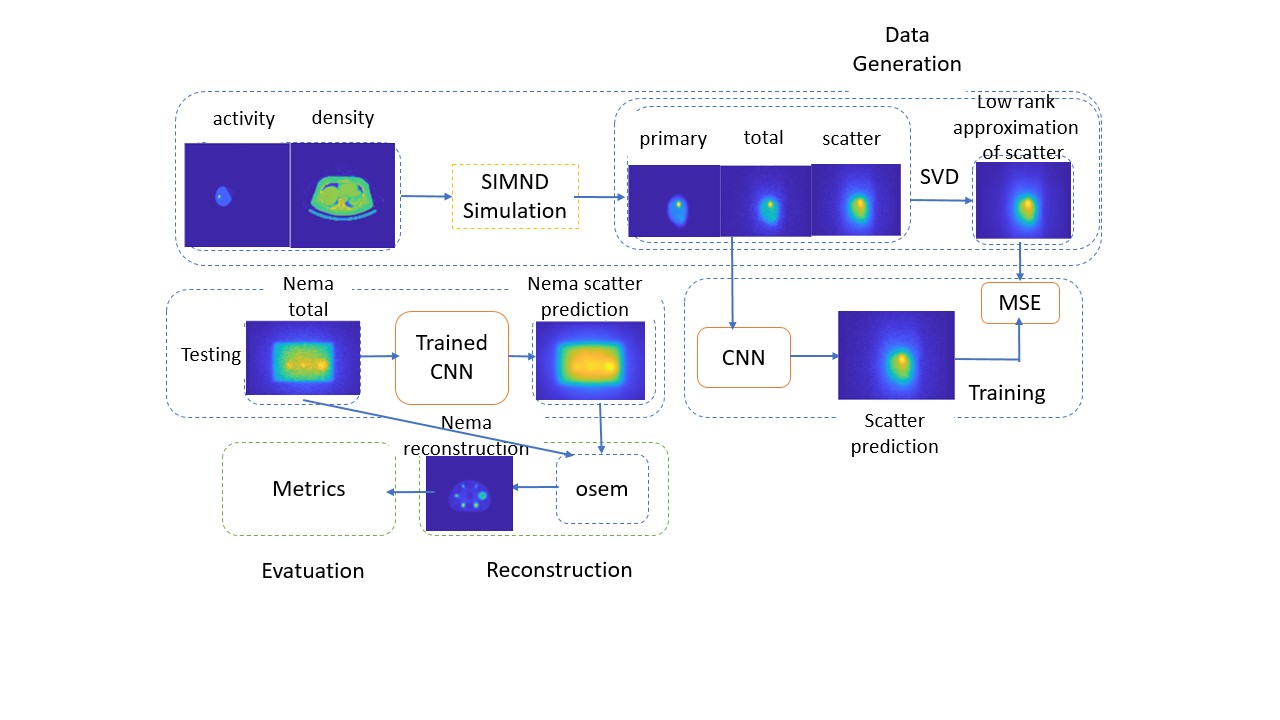 Data
Generation
activity
density
SIMND
Simulation
primary
total
scatter
SVD
Low rank
approximation
of scatter
Testing
Nema
total
Trained
CNN
Nema scatter
prediction
CNN
Scatter
prediction
MSE
Training
Nema
reconstruction
Metrics
osem
Evatuation
Reconstruction